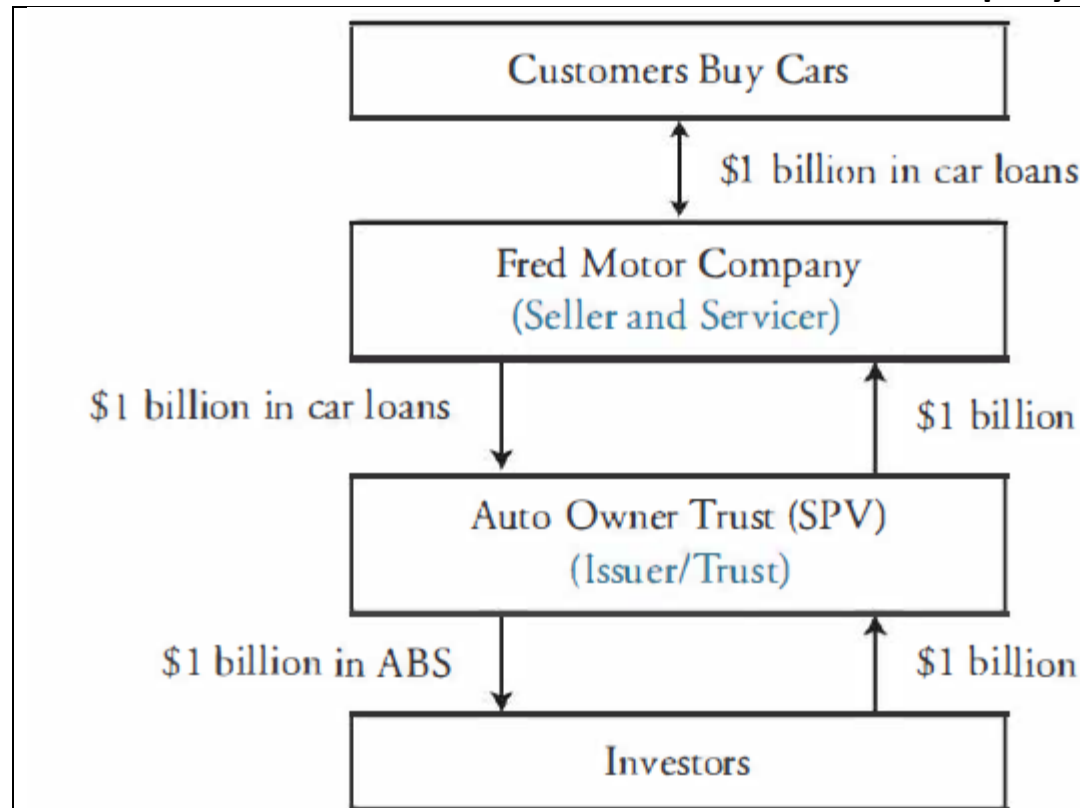 Customers Buy Cars
$1 billion in car loans
Fred Motor Company
(Seller and Servicer)
$1 billion in car loans
$1 billion
Auto Owner Trust (SPV)
(Issuer/Trust)
$1 billion in ABS
$1 billion
Investors